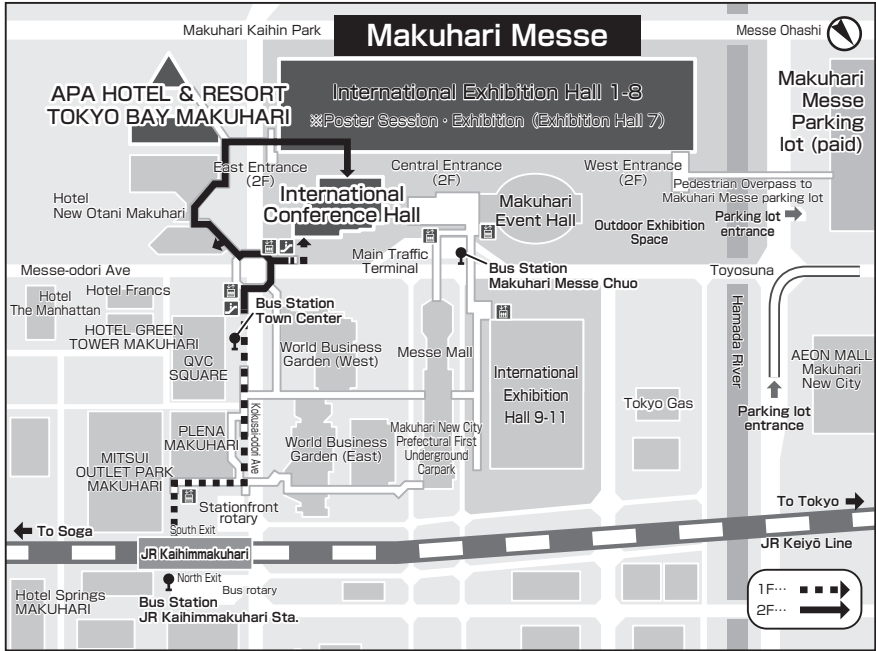 Makuhari Kaihin Park
Makuhari Messe
Messe Ohashi
APA HOTEL & RESORT
TOKYO BAY MAKUHARI
International Exhibition Hall 1-8
※Poster Session・Exhibition (Exhibition Hall 7)
Makuhari
Messe
Parking
lot (paid)
East Entrance
(2F)
Central Entrance
(2F)
West Entrance
(2F)
Hotel
New Otani Makuhari
International
Conference Hall
Makuhari
Event Hall
Pedestrian Overpass to
Makuhari Messe parking lot
Outdoor Exhibition
Space
Parking lot
entrance
Main Traffic
Terminal
Bus Station
Makuhari Messe Chuo
Messe-odori Ave
Toyosuna
Hotel
The Manhattan
Hotel Francs
Bus Station
Town Center
HOTEL GREEN
TOWER MAKUHARI
QVC
SQUARE
World Business
Garden (West)
Messe Mall
International
Exhibition
Hall 9-11
Hamada River
AEON MALL
Makuhari
New City
Tokyo Gas
Parking lot
entrance
Kokusai-odori Ave
PLENA
MAKUHARI
MITSUI
OUTLET PARK
MAKUHARI
World Business
Garden (East)
Makuhari New City
Prefectural First
Underground
Carpark
Stationfront
rotary
To Tokyo
To Soga
South Exit
JR Kaihimmakuhari
JR Keiyō Line
North Exit
Bus rotary
Hotel Springs
MAKUHARI
Bus Station
JR Kaihimmakuhari Sta.
1F…
2F…